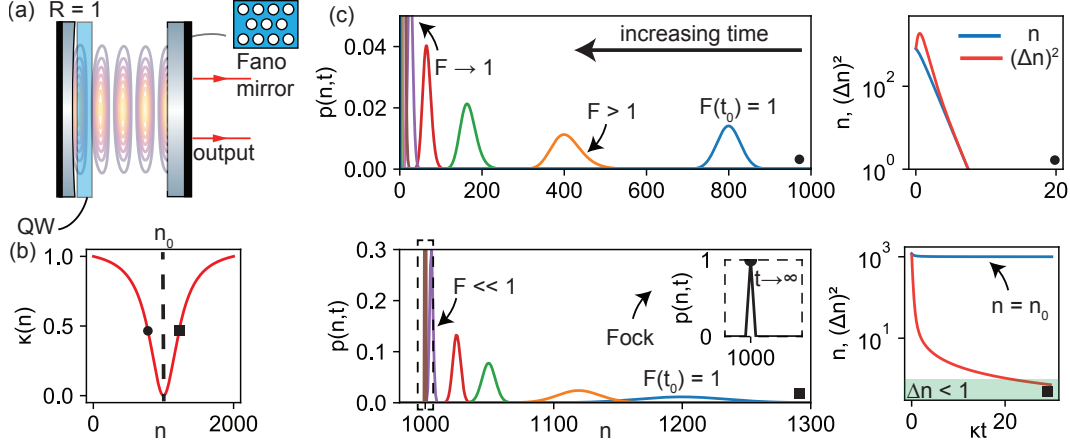 (a)
R = 1
Fano
mirror
output
QW
(b)
n₀
κ(n)
1.0
0.5
0.0
0
2000
n
(c)
p(n,t)
0.04
0.02
0.00
F → 1
increasing time
F > 1
F(t₀) = 1
0
200
400
600
800
1000
n, (Δn)²
10²
10⁰
n
(Δn)²
0
20
p(n,t)
0.3
0.2
0.1
0.0
F << 1
Fock
F(t₀) = 1
p(n,t)
1
0
t→∞
1000
1000
1100
n
1200
1300
n, (Δn)²
10³
10¹
n = n₀
Δn < 1
0
κt
20